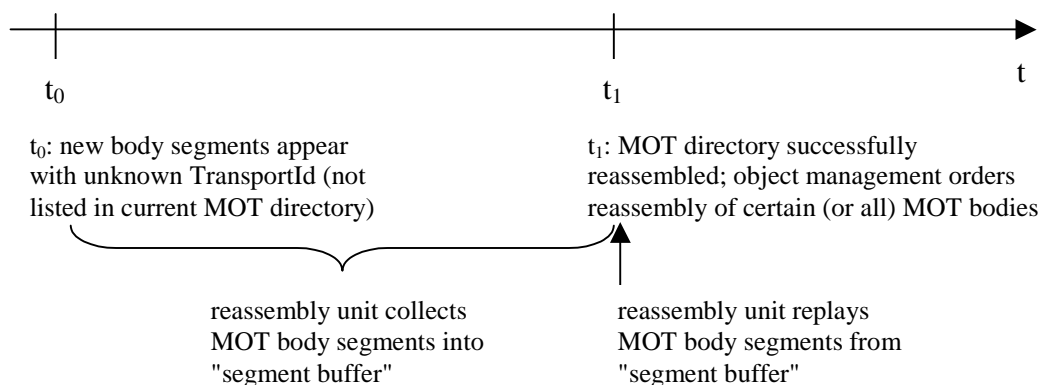 t
t₀
t₁
t₀: new body segments appear
with unknown TransportId (not
listed in current MOT directory)
t₁: MOT directory successfully
reassembled; object management orders
reassembly of certain (or all) MOT bodies
reassembly unit collects
MOT body segments into
"segment buffer"
reassembly unit replays
MOT body segments from
"segment buffer"